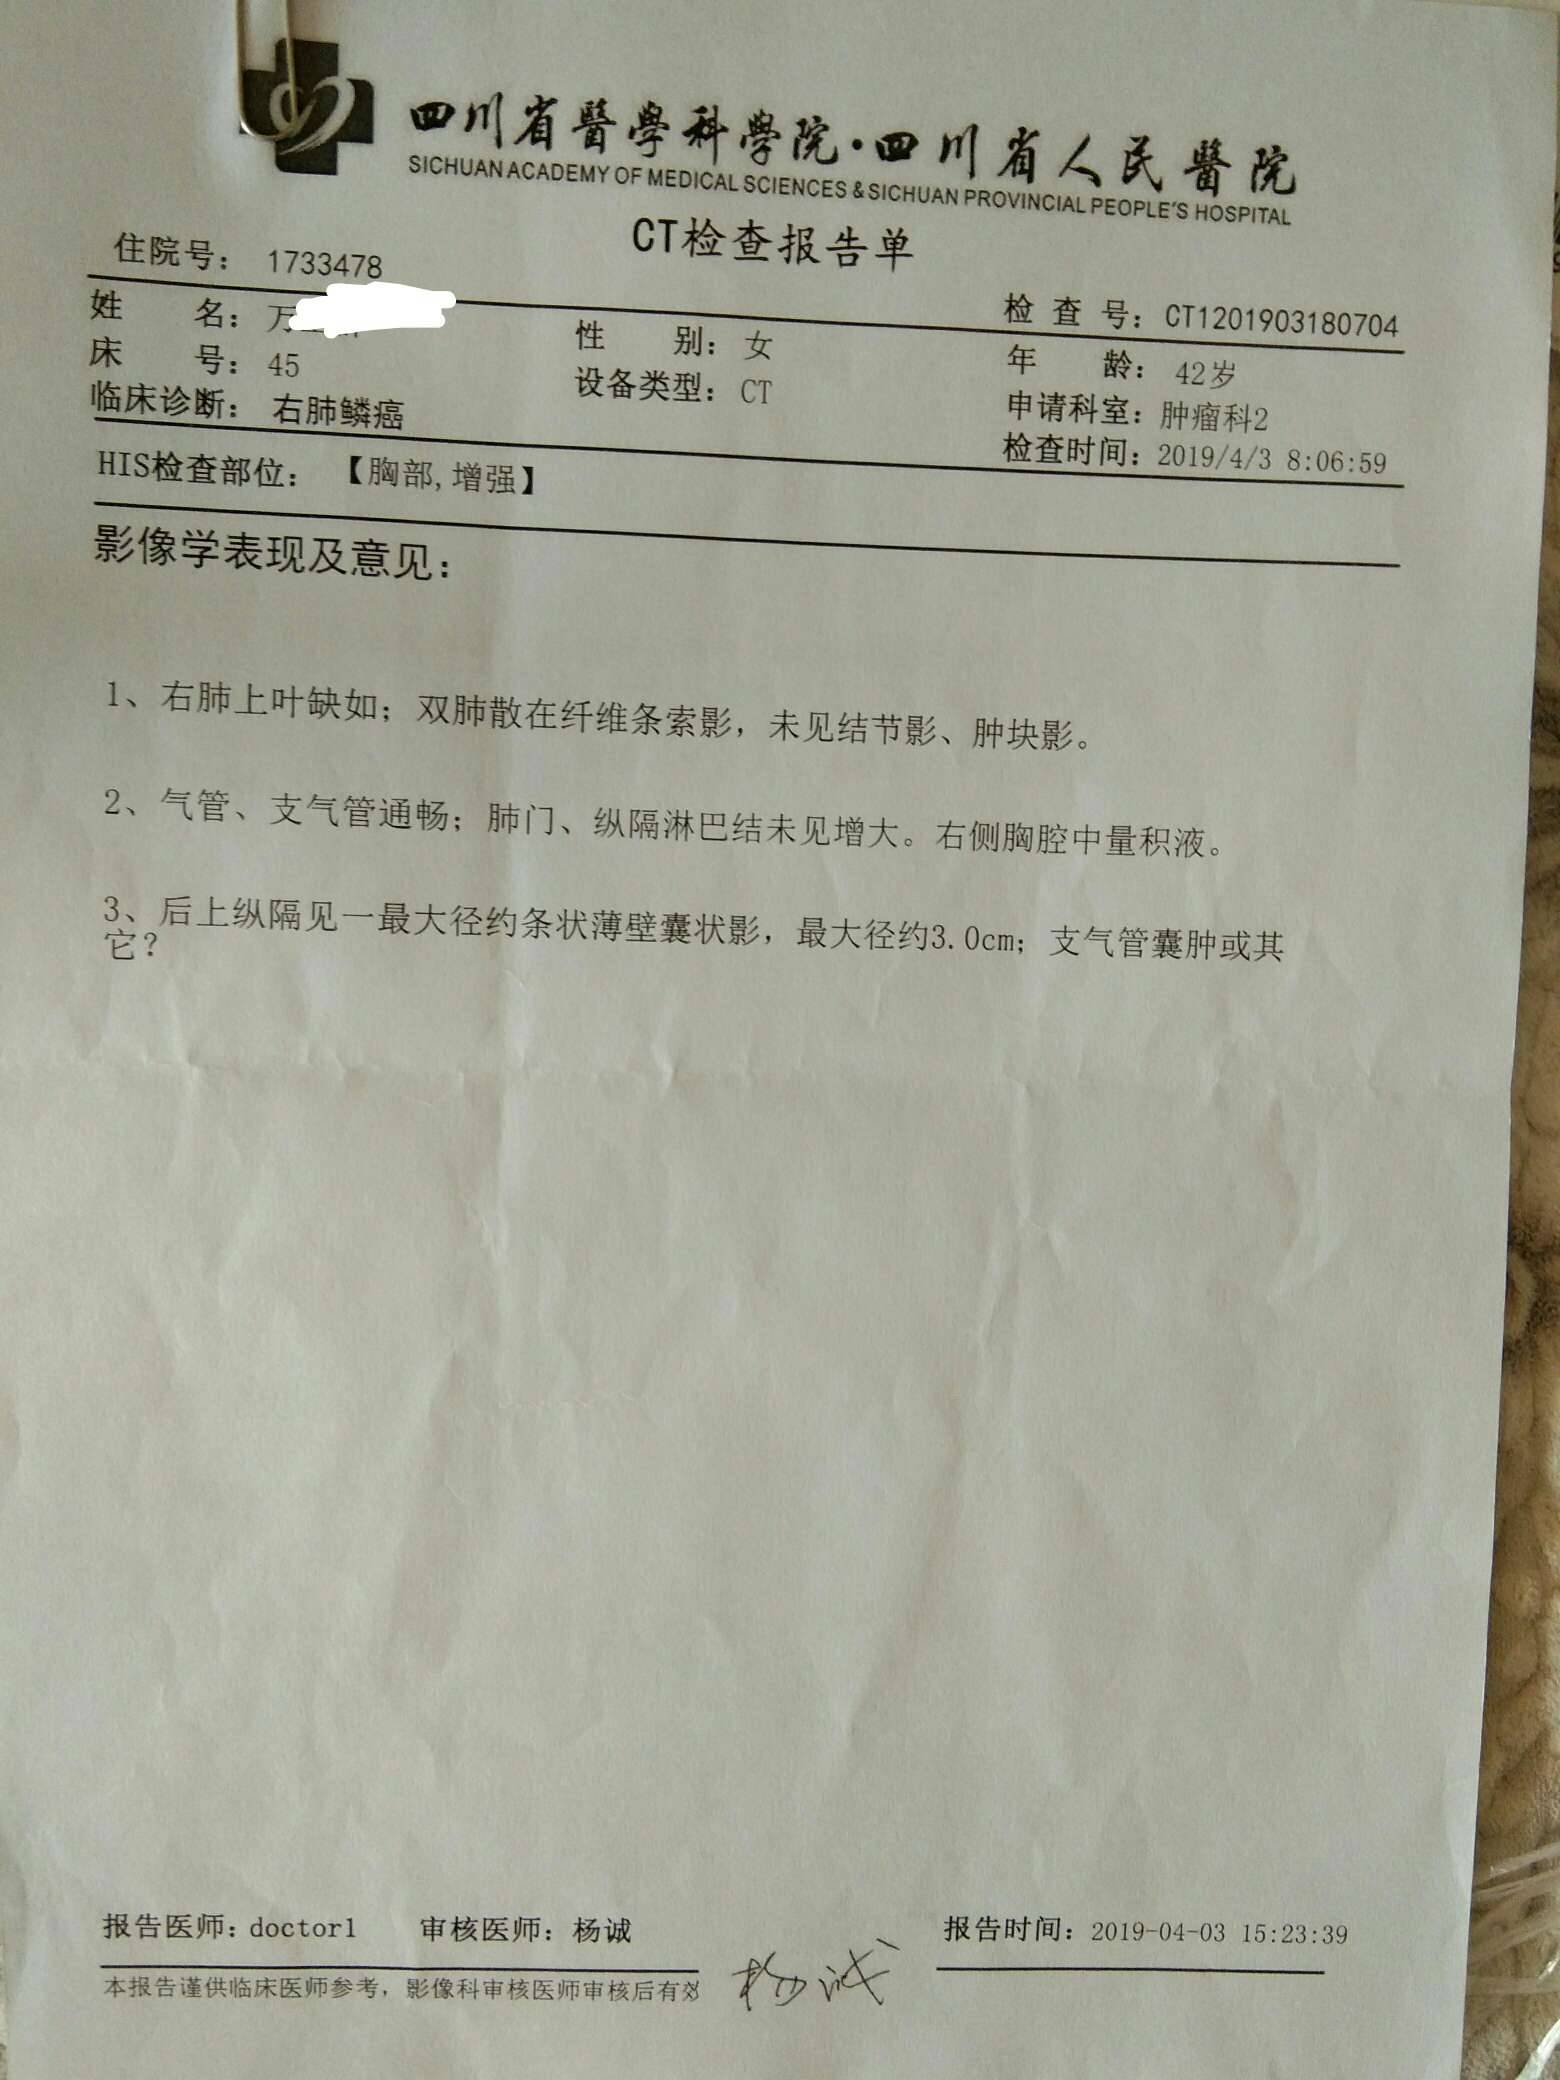 四川省醫學科學院·四川省人民醫院
SICHUAN ACADEMY OF MEDICAL SCIENCES & SICHUAN PROVINCIAL PEOPLE'S HOSPITAL
CT检查报告单
住院号： 1733478
检 查 号：CT1201903180704
姓 名：万
性 别：女
年 龄：42岁
床 号：45
设备类型：CT
申请科室：肿瘤科2
临床诊断： 右肺鳞癌
检查时间：2019/4/3 8:06:59
HIS检查部位： 【胸部,增强】
影像学表现及意见：
1、右肺上叶缺如；双肺散在纤维条索影，未见结节影、肿块影。
2、气管、支气管通畅；肺门、纵隔淋巴结未见增大。右侧胸腔中量积液。
3、后上纵隔见一最大径约条状薄壁囊状影，最大径约3.0cm；支气管囊肿或其
它？
报告医师：doctor1 审核医师：杨诚 报告时间：2019-04-03 15:23:39
本报告谨供临床医师参考，影像科审核医师审核后有效
杨诚